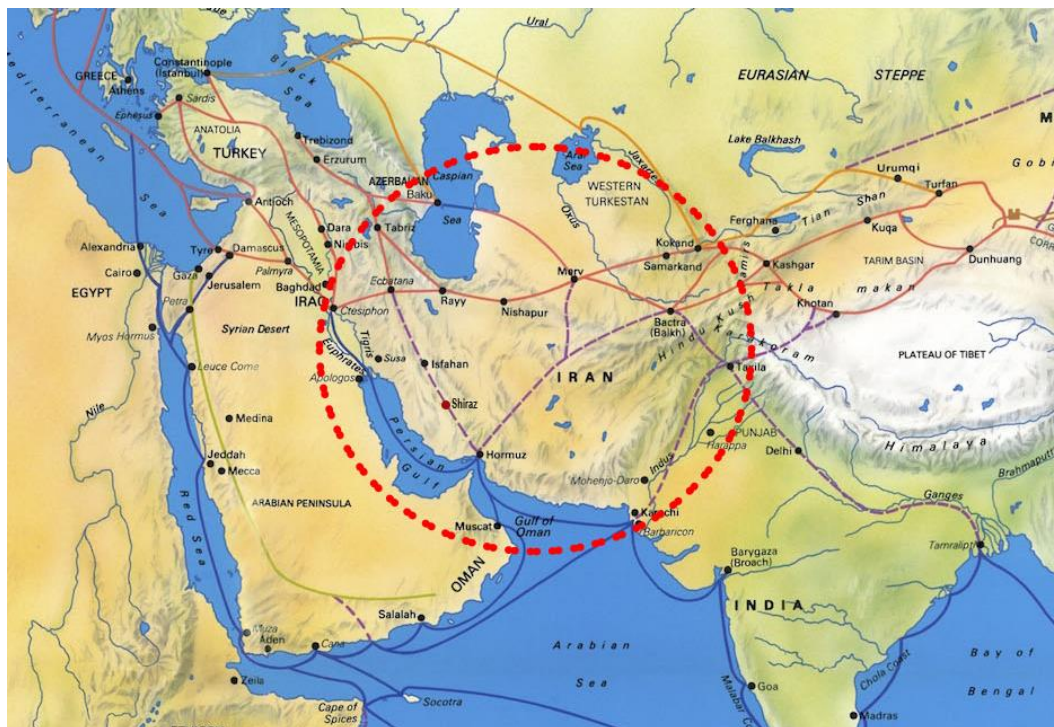 Ural
EURASIAN STEPPE
Constantinople
(Istanbul)
Black
Sea
GREECE
Athens
Mediterranean
Sea
Sardis
Ephesus
ANATOLIA
TURKEY
Trebizond
Erzurum
Lake Balkhash
M
Gob
Aral
Sea
Jaxartes
Urumqi
Turfan
AZERBAIJAN
Caspian
Sea
Baku
WESTERN
TURKESTAN
Oxus
Tian Shan
Ferghana
Kuqa
Antioch
MESOPOTAMIA
Dara
Nisibis
Tabriz
Kokand
Samarkand
Pamirs
Kashgar
TARIM BASIN
Dunhuang
CORR
Alexandria
Tyre
Damascus
Palmyra
Baghdad
IRAQ
Ctesiphon
Ecbatana
Rayy
Merv
Nishapur
Takla makan
Khotan
Cairo
EGYPT
Gaza
Jerusalem
Petra
Syrian Desert
Bactra
(Balkh)
Hindu Kush
Karakoram
Myos Hormus
Tigris
Euphrates
Susa
Isfahan
IRAN
PLATEAU OF TIBET
Leuce Come
Apologos
Taxila
Nile
Shiraz
Medina
Persian
Gulf
PUNJAB
Harappa
Himalaya
Jeddah
Mecca
Hormuz
Indus
Delhi
Brahmaputr
Mohenjo-Daro
ARABIAN PENINSULA
Ganges
Red Sea
Muscat
Gulf of
Oman
Karachi
Barbaricon
Tamralipti
OMAN
Barygaza
(Broach)
INDIA
Salalah
Muza
Aden
Cana
Arabian
Sea
Bay of
Bengal
Chola Coast
Zeila
Socotra
Goa
Malabar C
Cape of
Spices
Madras